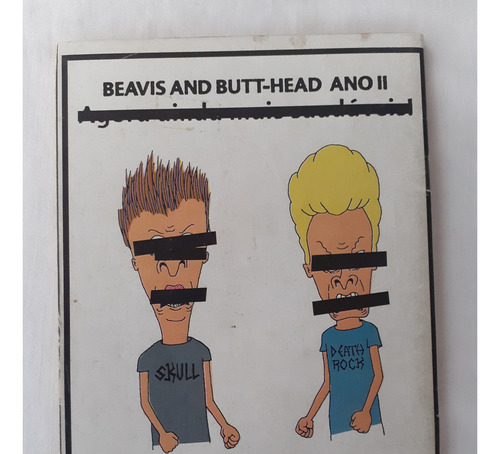 BEAVIS AND BUTT-HEAD ANO II
SKULL
DEATH
ROCK